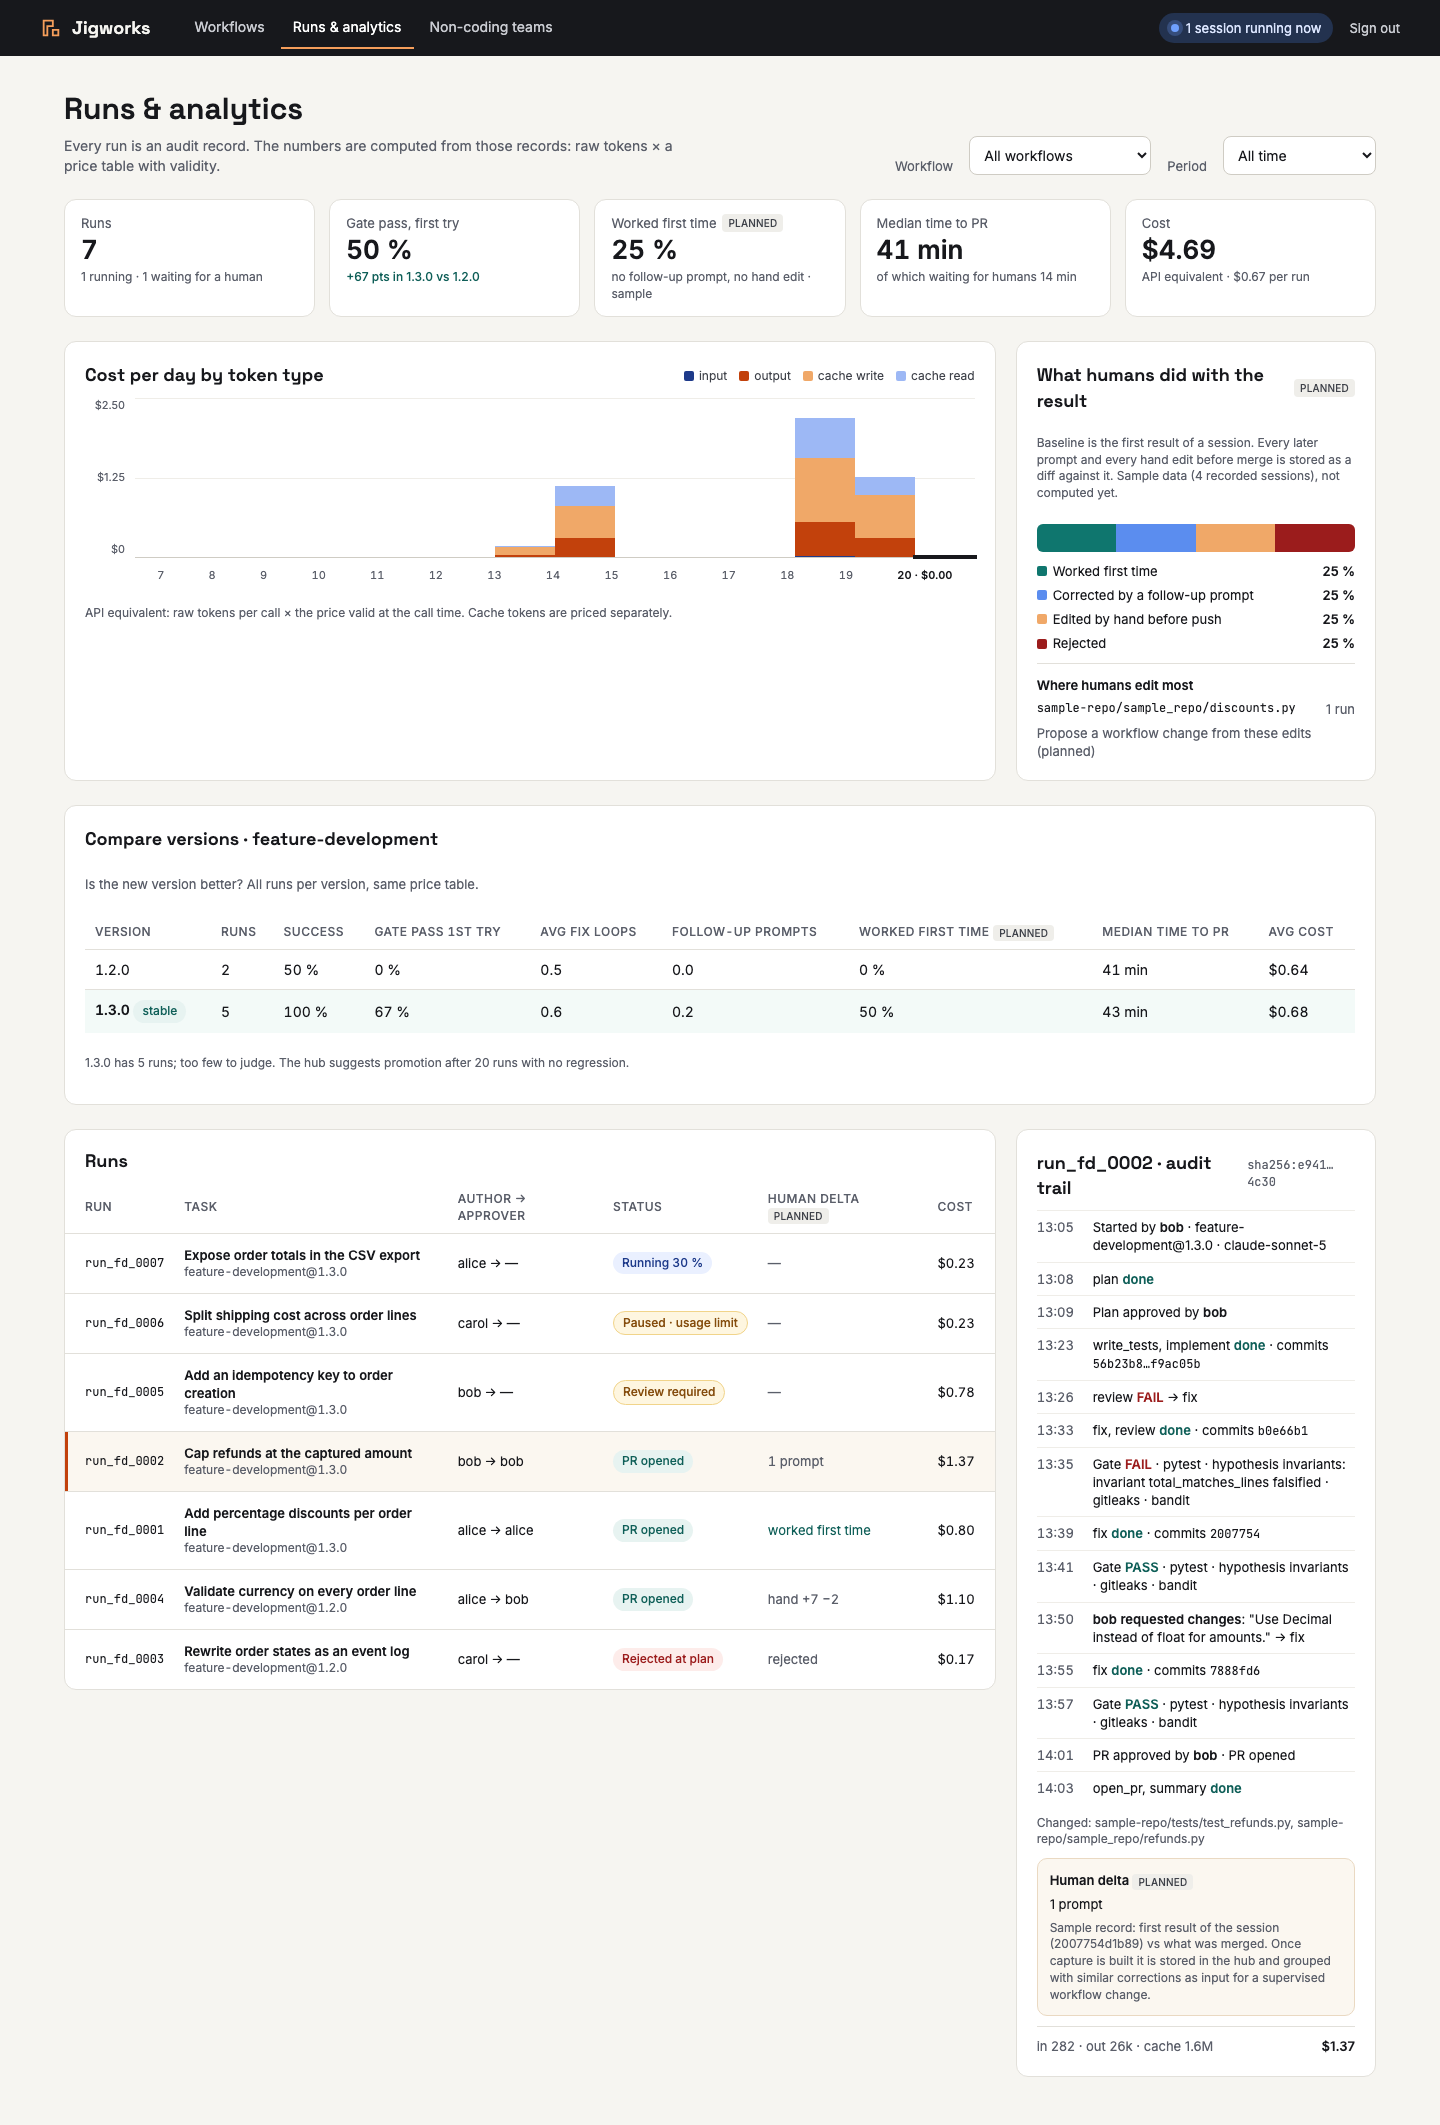 Jigworks
Workflows
Runs & analytics
Non-coding teams
1 session running now
Sign out
Runs & analytics
Every run is an audit record. The numbers are computed from those records: raw tokens × a
price table with validity.
Workflow
All workflows
Period
All time
Runs
7
1 running · 1 waiting for a human
Gate pass, first try
50 %
+67 pts in 1.3.0 vs 1.2.0
Worked first time PLANNED
25 %
no follow-up prompt, no hand edit ·
sample
Median time to PR
41 min
of which waiting for humans 14 min
Cost
$4.69
API equivalent · $0.67 per run
Cost per day by token type
input output cache write cache read
$2.50
$1.25
$0
7 8 9 10 11 12 13 14 15 16 17 18 19 20 · $0.00
API equivalent: raw tokens per call × the price valid at the call time. Cache tokens are priced separately.
What humans did with the
result
PLANNED
Baseline is the first result of a session. Every later
prompt and every hand edit before merge is stored as a
diff against it. Sample data (4 recorded sessions), not
computed yet.
Worked first time 25 %
Corrected by a follow-up prompt 25 %
Edited by hand before push 25 %
Rejected 25 %
Where humans edit most
sample-repo/sample_repo/discounts.py 1 run
Propose a workflow change from these edits
(planned)
Compare versions · feature-development
Is the new version better? All runs per version, same price table.
VERSION RUNS SUCCESS GATE PASS 1ST TRY AVG FIX LOOPS FOLLOW-UP PROMPTS WORKED FIRST TIME PLANNED MEDIAN TIME TO PR AVG COST
1.2.0 2 50 % 0 % 0.5 0.0 0 % 41 min $0.64
1.3.0 stable 5 100 % 67 % 0.6 0.2 50 % 43 min $0.68
1.3.0 has 5 runs; too few to judge. The hub suggests promotion after 20 runs with no regression.
Runs
RUN TASK AUTHOR → APPROVER STATUS HUMAN DELTA PLANNED COST
run_fd_0007 Expose order totals in the CSV export alice → — Running 30 % — $0.23
feature-development@1.3.0
run_fd_0006 Split shipping cost across order lines carol → — Paused · usage limit — $0.23
feature-development@1.3.0
run_fd_0005 Add an idempotency key to order
creation bob → — Review required — $0.78
feature-development@1.3.0
run_fd_0002 Cap refunds at the captured amount bob → bob PR opened 1 prompt $1.37
feature-development@1.3.0
run_fd_0001 Add percentage discounts per order
line alice → alice PR opened worked first time $0.80
feature-development@1.3.0
run_fd_0004 Validate currency on every order line alice → bob PR opened hand +7 −2 $1.10
feature-development@1.2.0
run_fd_0003 Rewrite order states as an event log carol → — Rejected at plan rejected $0.17
feature-development@1.2.0
run_fd_0002 · audit
trail
sha256:e941…
4c30
13:05 Started by bob · feature-
development@1.3.0 · claude-sonnet-5
13:08 plan done
13:09 Plan approved by bob
13:23 write_tests, implement done · commits
56b23b8…f9ac05b
13:26 review FAIL → fix
13:33 fix, review done · commits b0e66b1
13:35 Gate FAIL · pytest · hypothesis invariants:
invariant total_matches_lines falsified ·
gitleaks · bandit
13:39 fix done · commits 2007754
13:41 Gate PASS · pytest · hypothesis invariants
· gitleaks · bandit
13:50 bob requested changes: "Use Decimal
instead of float for amounts." → fix
13:55 fix done · commits 7888fd6
13:57 Gate PASS · pytest · hypothesis invariants
· gitleaks · bandit
14:01 PR approved by bob · PR opened
14:03 open_pr, summary done
Changed: sample-repo/tests/test_refunds.py, sample-
repo/sample_repo/refunds.py
Human delta PLANNED
1 prompt
Sample record: first result of the session
(2007754d1b89) vs what was merged. Once
capture is built it is stored in the hub and grouped
with similar corrections as input for a supervised
workflow change.
in 282 · out 26k · cache 1.6M $1.37